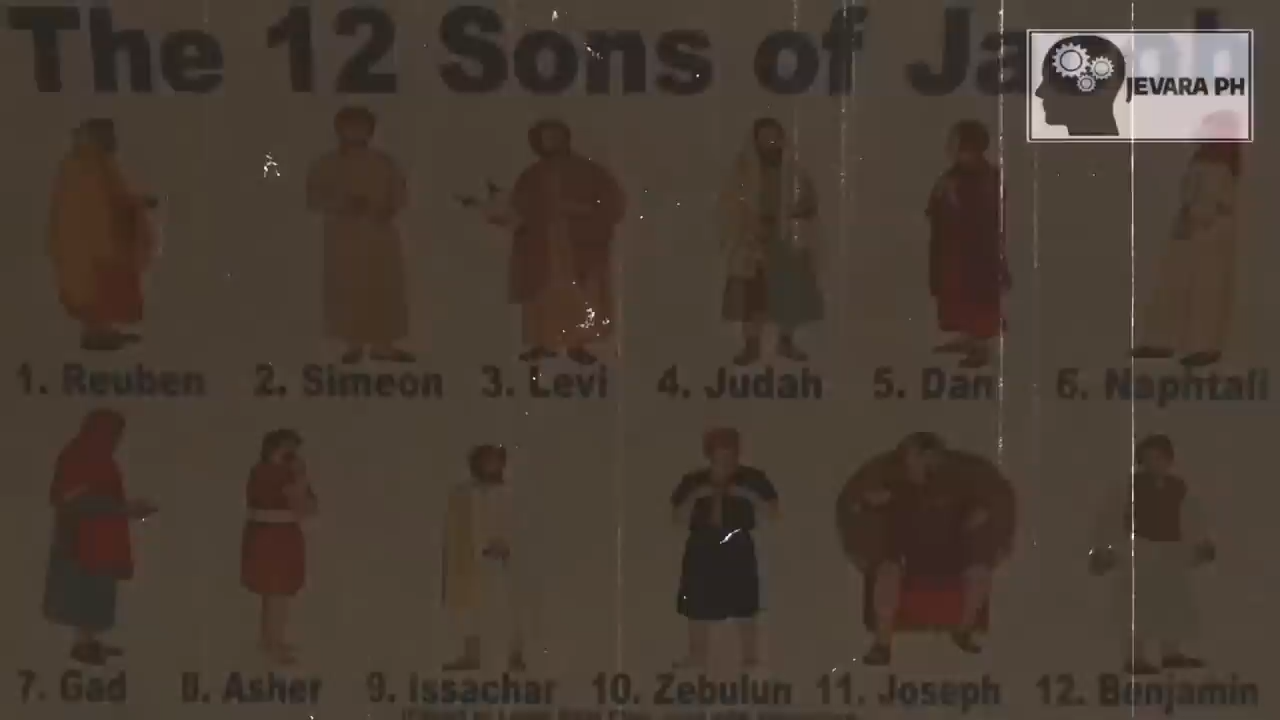 The 12 Sons of
JEVARA PH
1. Reuben 2. Simeon 3. Levi 4. Judah 5. Dan 6. Naphtali
7. Gad 8. Asher 9. Issachar 10. Zebulun 11. Joseph 12. Benjamin